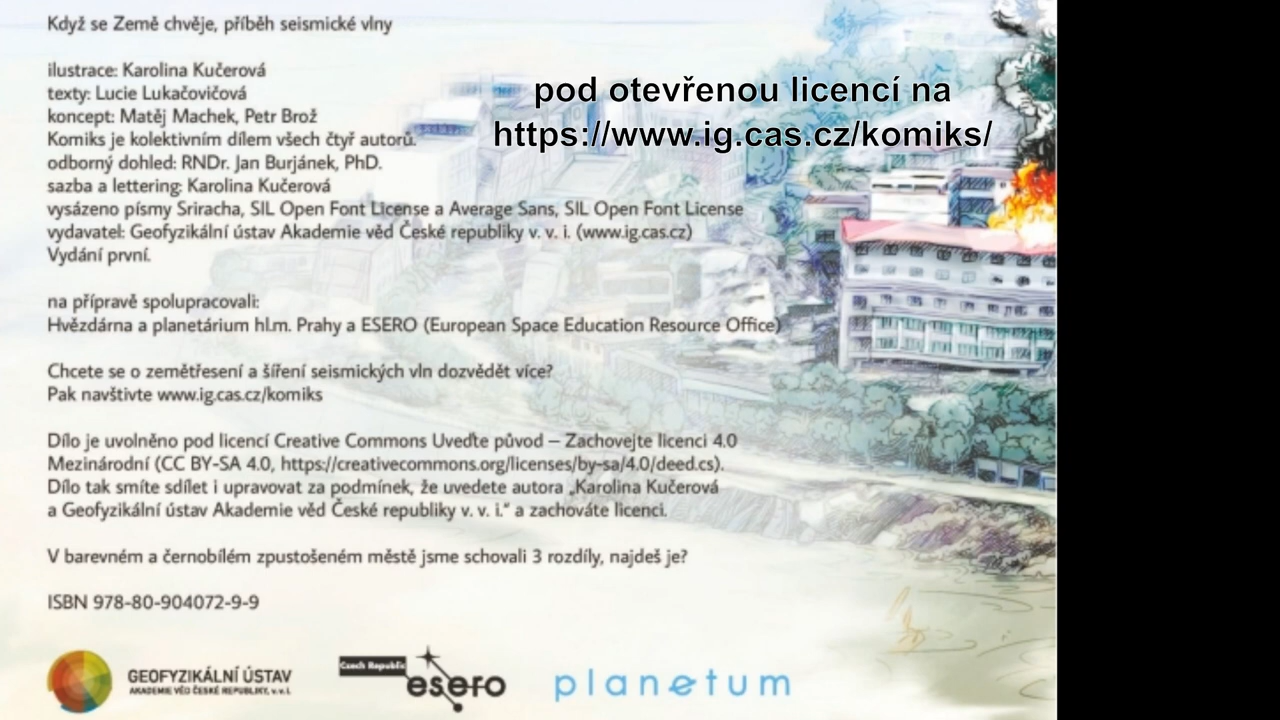 Když se Země chvěje, příběh seismické vlny
ilustrace: Karolina Kučerová
texty: Lucie Lukačovičová
koncept: Matěj Machek, Petr Brož
Komiks je kolektivním dílem všech čtyř autorů.
odborný dohled: RNDr. Jan Burjánek, PhD.
sazba a lettering: Karolina Kučerová
vysázeno písmy Sriracha, SIL Open Font License a Average Sans, SIL Open Font License
vydavatel: Geofyzikální ústav Akademie věd České republiky v. v. i. (www.ig.cas.cz)
Vydání první.
pod otevřenou licencí na
https://www.ig.cas.cz/komiks/
na přípravě spolupracovali:
Hvězdárna a planetárium hl.m. Prahy a ESERO (European Space Education Resource Office)
Chcete se o zemětřesení a šíření seismických vln dozvědět více?
Pak navštivte www.ig.cas.cz/komiks
Dílo je uvolněno pod licencí Creative Commons Uveďte původ – Zachovejte licenci 4.0
Mezinárodní (CC BY-SA 4.0, https://creativecommons.org/licenses/by-sa/4.0/deed.cs).
Dílo tak smíte sdílet i upravovat za podmínek, že uvedete autora „Karolina Kučerová
a Geofyzikální ústav Akademie věd České republiky v. v. i.“ a zachováte licenci.
V barevném a černobílém zpustošeném městě jsme schovali 3 rozdíly, najdeš je?
ISBN 978-80-904072-9-9
GEOFYZIKÁLNÍ ÚSTAV
AKADEMIE VĚD ČESKÉ REPUBLIKY, v.v.i.
Czech Republic
esero
planetum